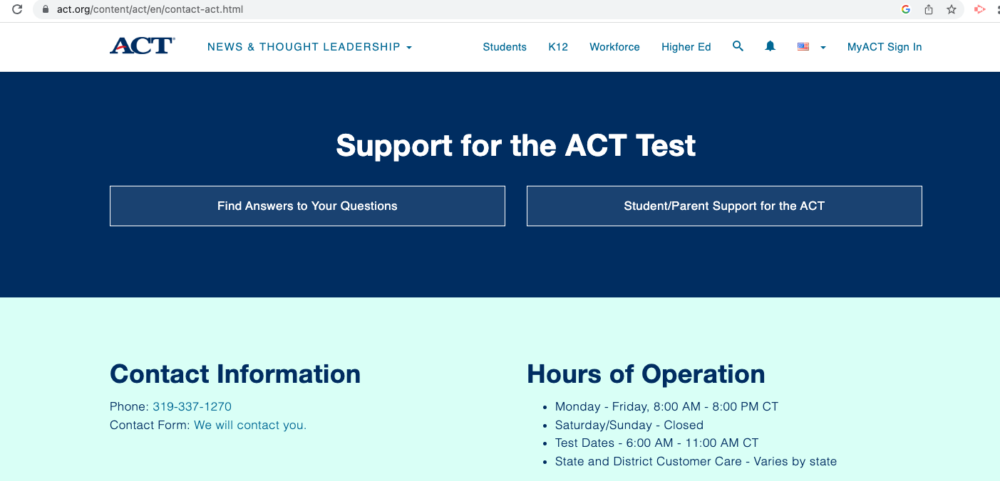 act.org/content/act/en/contact-act.html
ACT® NEWS & THOUGHT LEADERSHIP Students K12 Workforce Higher Ed MyACT Sign In
Support for the ACT Test
Find Answers to Your Questions
Student/Parent Support for the ACT
Contact Information
Phone: 319-337-1270
Contact Form: We will contact you.
Hours of Operation
Monday - Friday, 8:00 AM - 8:00 PM CT
Saturday/Sunday - Closed
Test Dates - 6:00 AM - 11:00 AM CT
State and District Customer Care - Varies by state